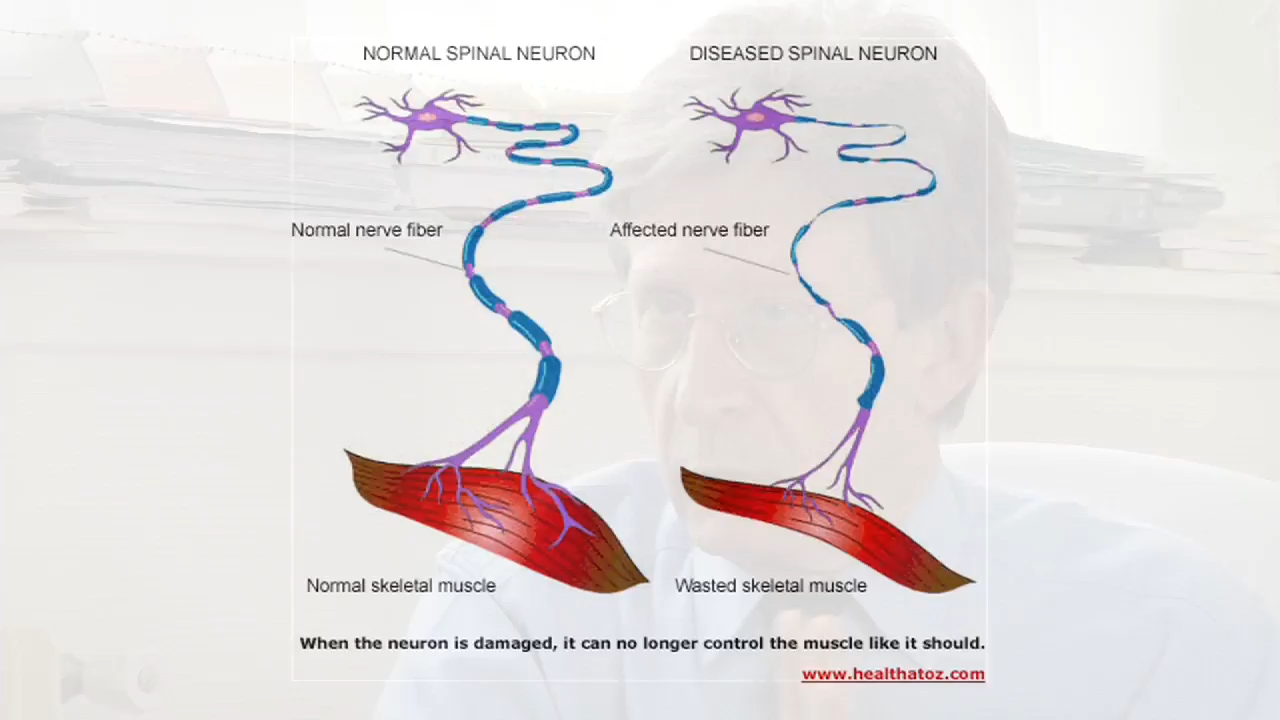 NORMAL SPINAL NEURON
DISEASED SPINAL NEURON
Normal nerve fiber
Affected nerve fiber
Normal skeletal muscle
Wasted skeletal muscle
When the neuron is damaged, it can no longer control the muscle like it should.
www.healthatoz.com